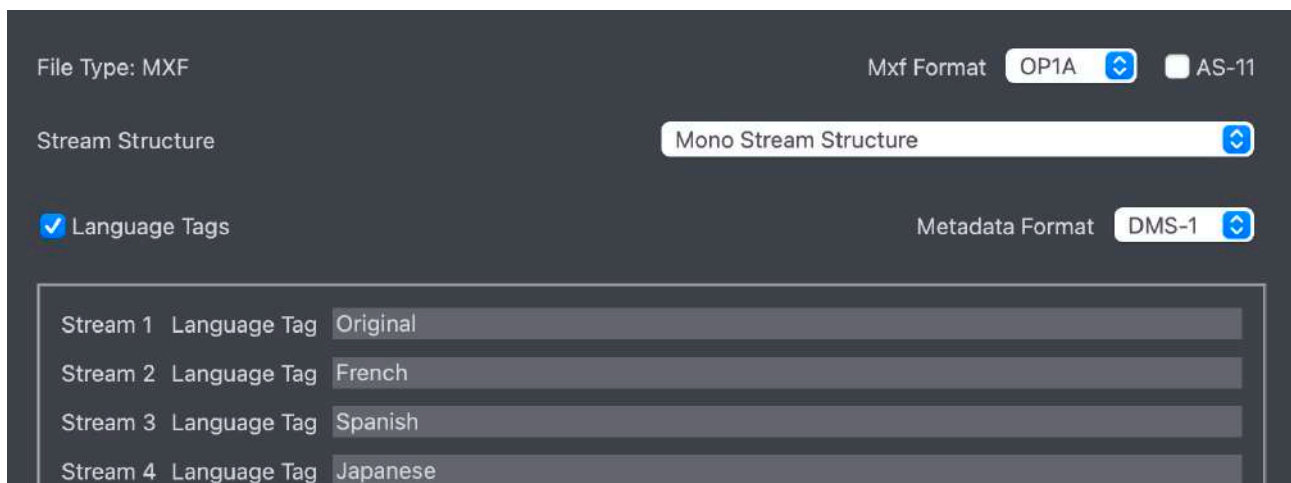 File Type: MXF Mxf Format OP1A AS-11
Stream Structure Mono Stream Structure
Language Tags Metadata Format DMS-1
Stream 1 Language Tag Original
Stream 2 Language Tag French
Stream 3 Language Tag Spanish
Stream 4 Language Tag Japanese